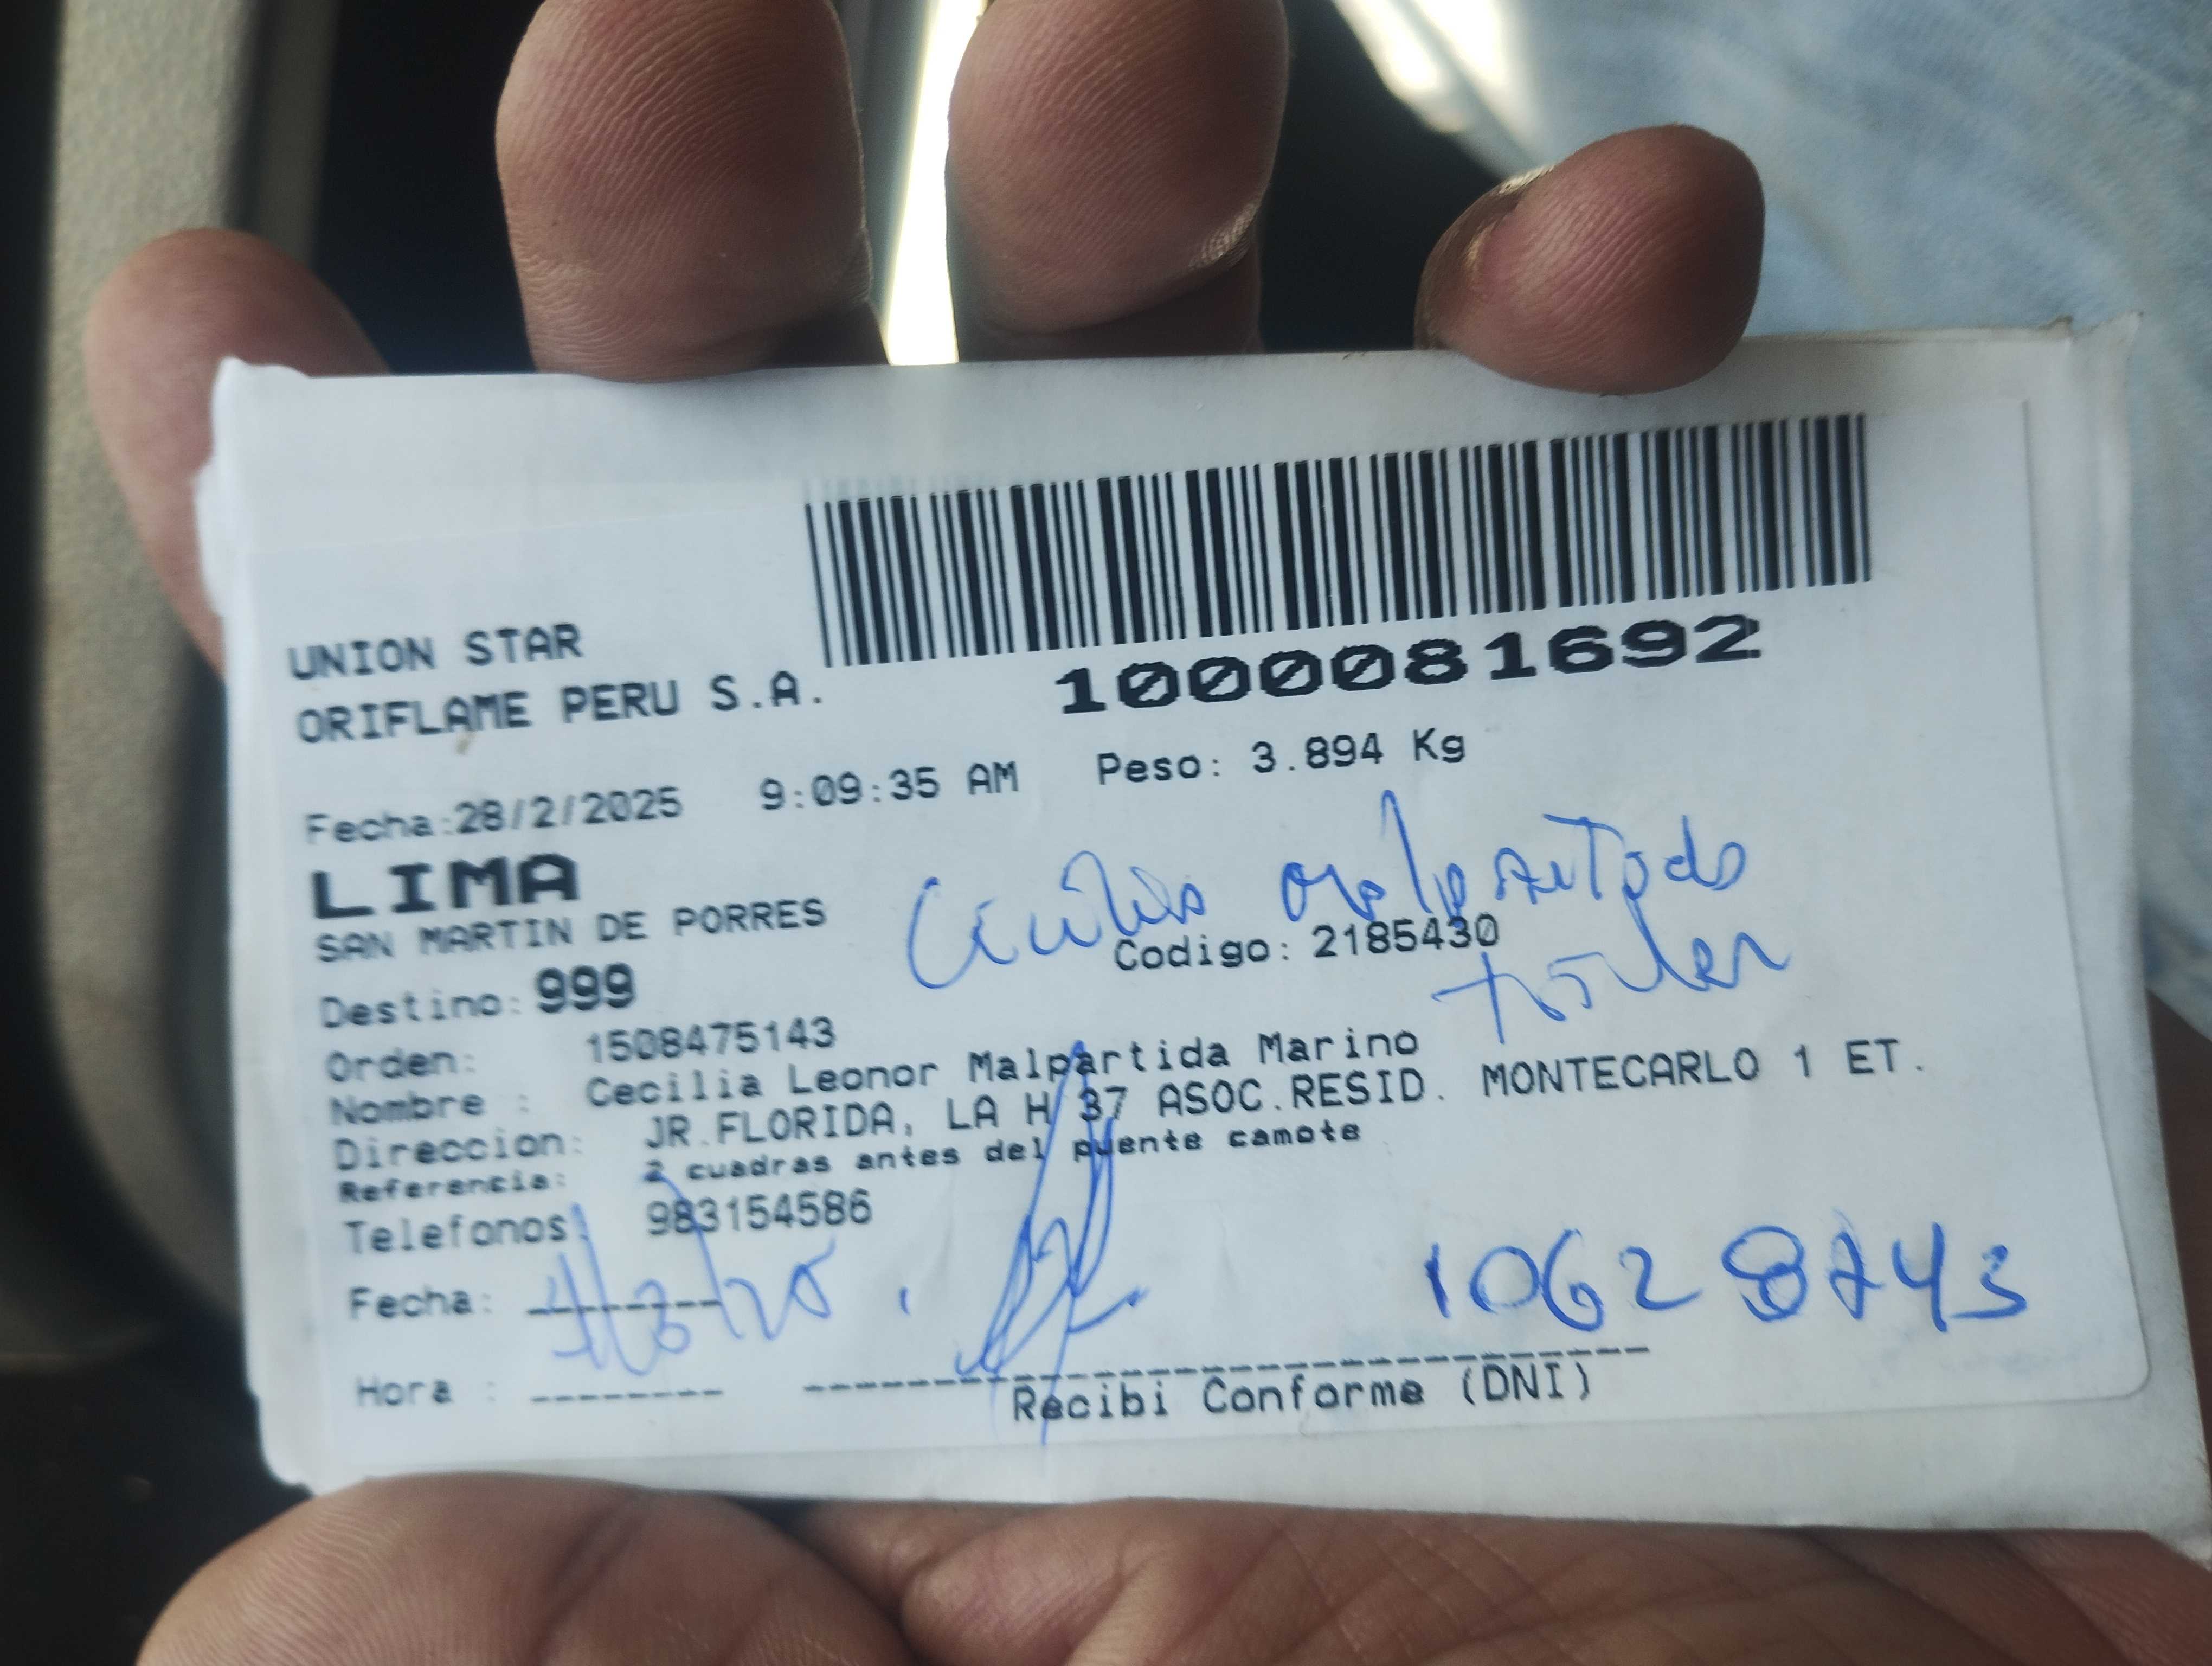 UNION STAR
ORIFLAME PERU S.A.
1000081692
Fecha:28/2/2025 9:09:35 AM Peso: 3.894 Kg
LIMA
SAN MARTIN DE PORRES
Codigo: 2185430
Destino: 999
Orden: 1508475143
Nombre : Cecilia Leonor Malpartida Marino
Direccion: JR.FLORIDA, LA H 37 ASOC.RESID. MONTECARLO 1 ET.
Referencia: 2 cuadras antes del puente camote
Telefonos: 983154586
Fecha:
Hora :
Recibi Conforme (DNI)